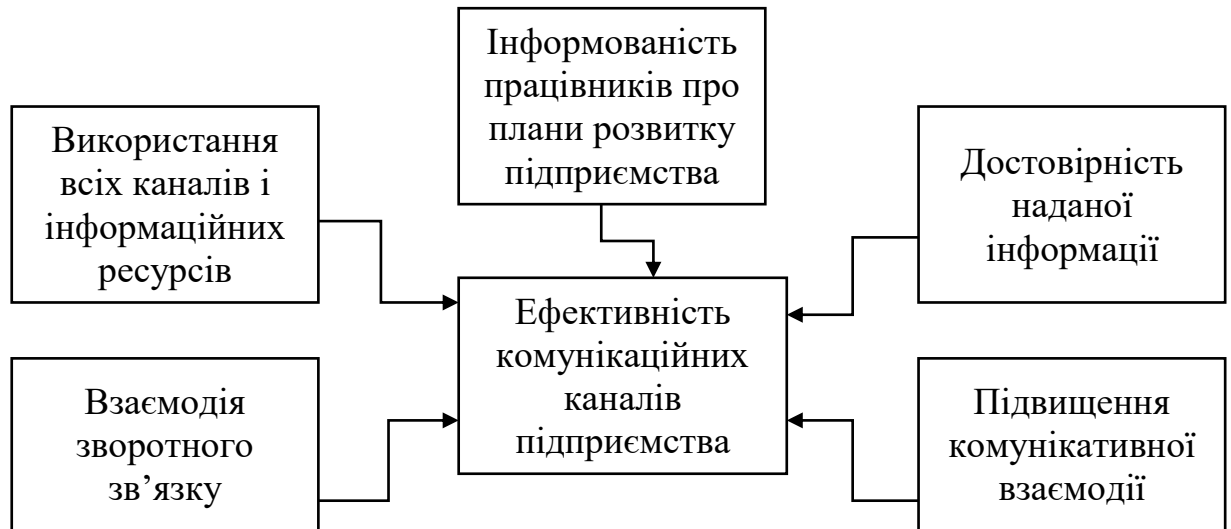 Інформованість
працівників про
плани розвитку
підприємства
Використання
всіх каналів і
інформаційних
ресурсів
Достовірність
наданої
інформації
Ефективність
комунікаційних
каналів
підприємства
Взаємодія
зворотного
зв’язку
Підвищення
комунікативної
взаємодії